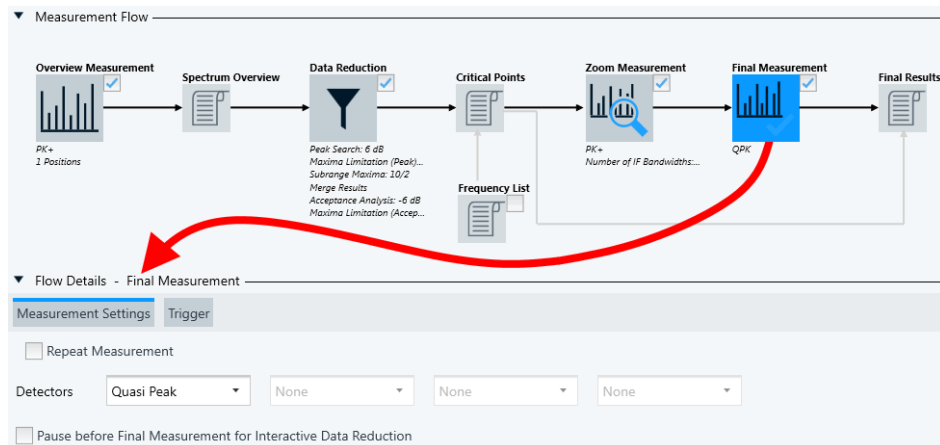 Measurement Flow
Overview Measurement
Spectrum Overview
Data Reduction
Critical Points
Zoom Measurement
Final Measurement
Final Results
PK+
1 Positions
Peak Search: 6 dB
Maxima Limitation (Peak)...
Subrange Maxima: 10/2
Merge Results
Acceptance Analysis: -6 dB
Maxima Limitation (Accep...
PK+
Number of IF Bandwidths:...
QPK
Frequency List
Flow Details - Final Measurement
Measurement Settings Trigger
Repeat Measurement
Detectors Quasi Peak None None None
Pause before Final Measurement for Interactive Data Reduction